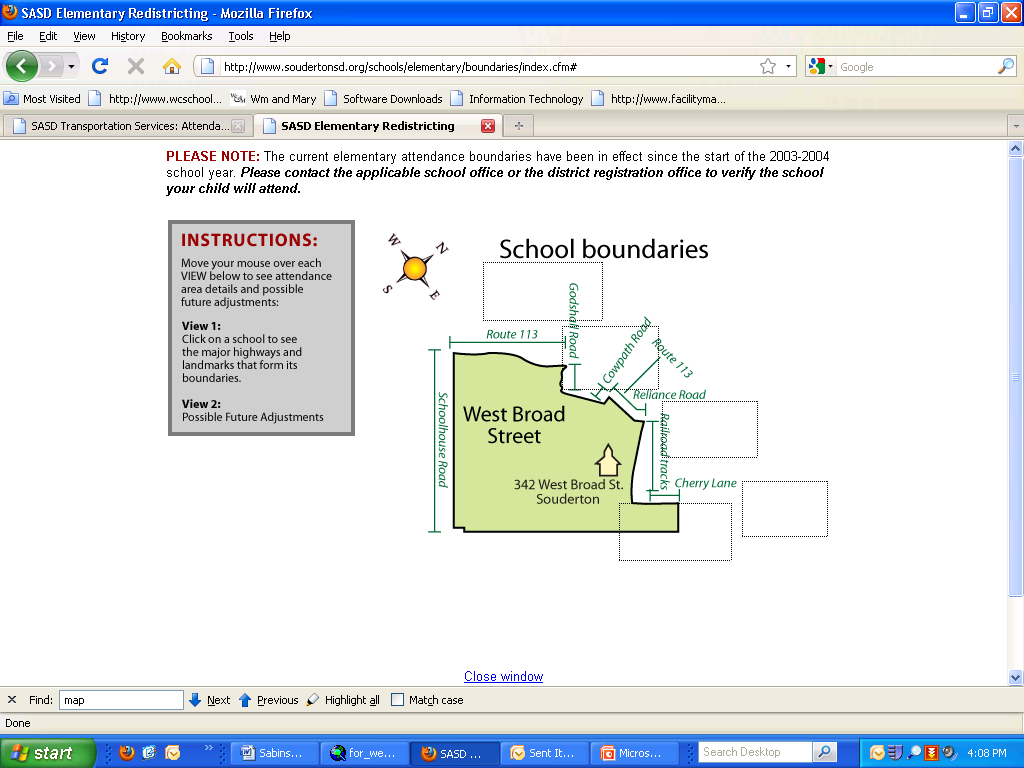 SASD Elementary Redistricting - Mozilla Firefox
File Edit View History Bookmarks Tools Help
http://www.soudertonsd.org/schools/elementary/boundaries/index.cfm#
Google
Most Visited http://www.wcschool... W&M Wm and Mary Software Downloads Information Technology http://www.facilityma...
SASD Transportation Services: Attenda... SASD Elementary Redistricting
PLEASE NOTE: The current elementary attendance boundaries have been in effect since the start of the 2003-2004
school year. Please contact the applicable school office or the district registration office to verify the school
your child will attend.
INSTRUCTIONS:
Move your mouse over each
VIEW below to see attendance
area details and possible
future adjustments:
View 1:
Click on a school to see
the major highways and
landmarks that form its
boundaries.
View 2:
Possible Future Adjustments
W N
S E
School boundaries
Route 113
Godshall Road
Cowpath Road
Route 113
Reliance Road
Schoolhouse Road
West Broad
Street
Railroad tracks
342 West Broad St.
Souderton
Cherry Lane
Close window
Find: map Next Previous Highlight all Match case
Done
start Sabins... for_we... SASD ... Sent It... Micros... Search Desktop 4:08 PM